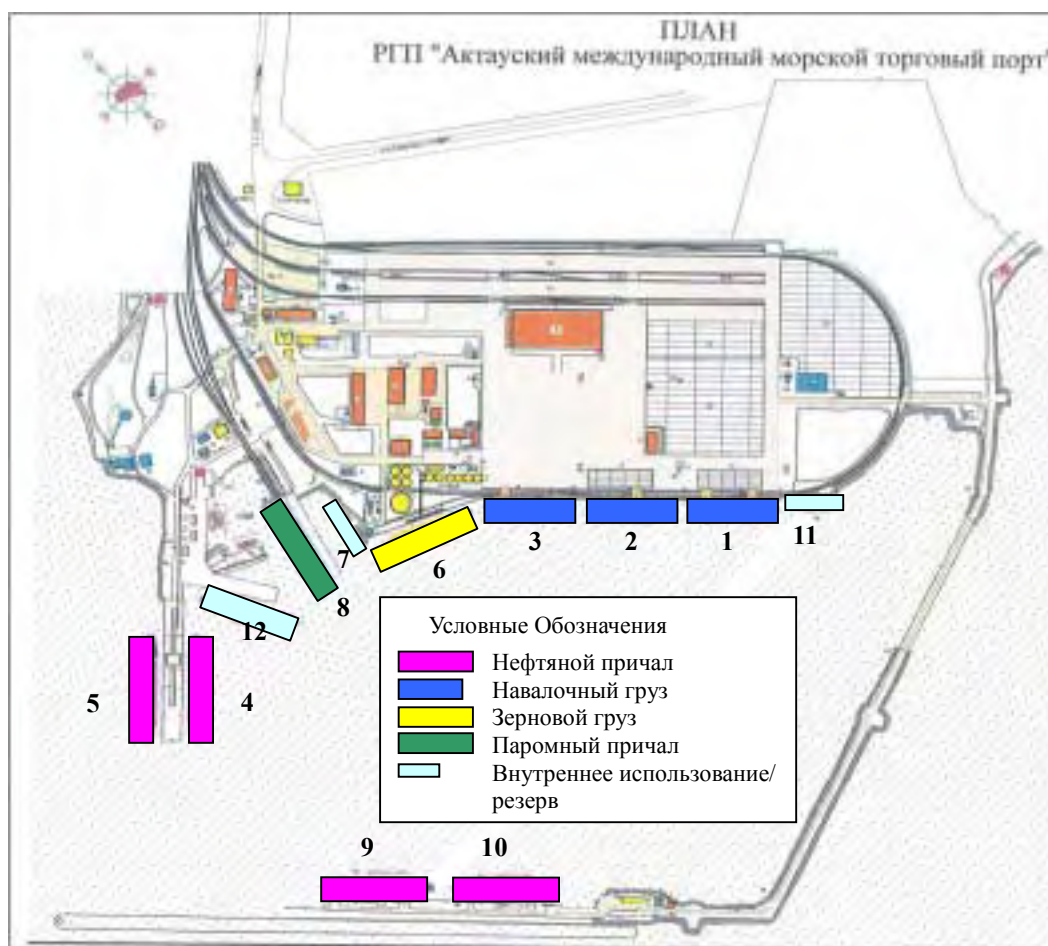 ПЛАН
РГП "Актауский международный морской торговый порт"
3
2
1
11
7
6
8
12
5
4
Условные Обозначения
Нефтяной причал
Навалочный груз
Зерновой груз
Паромный причал
Внутреннее использование/
резерв
9
10